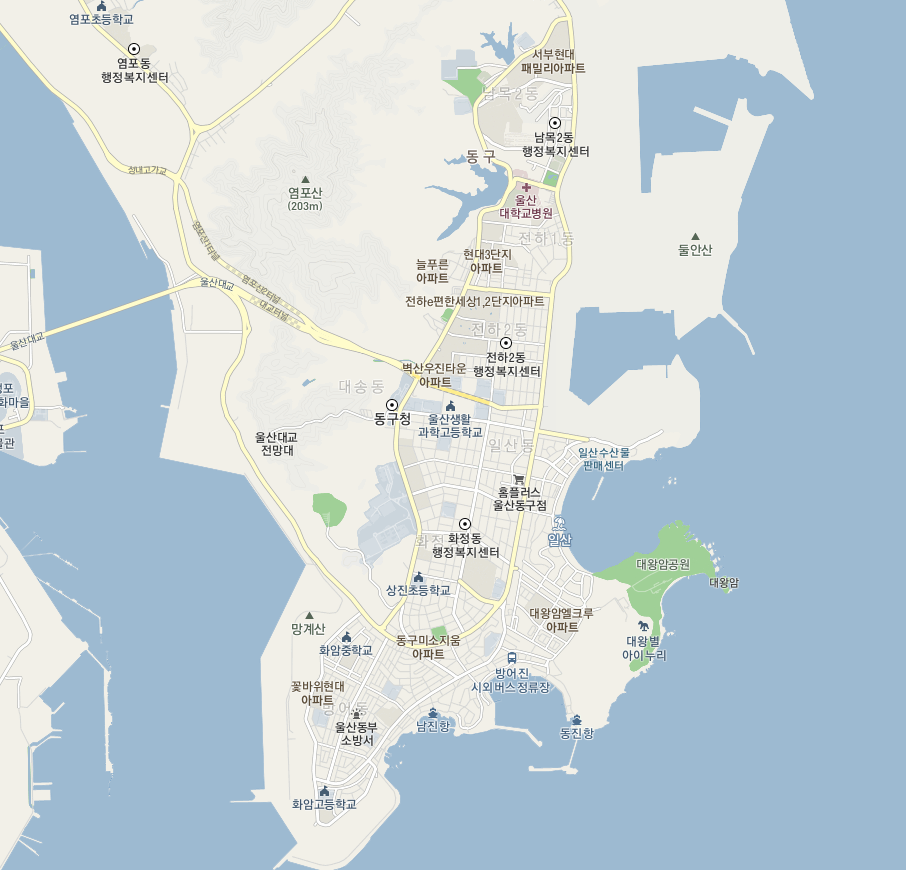 염포초등학교
염포동
행정복지센터
서부현대
패밀리아파트
남목2동
남목2동
행정복지센터
동구
성내고가교
염포산
(203m)
울산
대학교병원
전하1동
둘안산
염포산1터널
현대3단지
아파트
늘푸른
아파트
울산대교
염포산2터널
대교터널
전하e편한세상1,2단지아파트
울산대교
전하2동
전하2동
행정복지센터
벽산우진타운
아파트
대송동
화마을
동구청
울산생활
과학고등학교
울산대교
전망대
일산동
일산수산물
판매센터
홈플러스
울산동구점
화정동
행정복지센터
일산
대왕암공원
대왕암
상진초등학교
대왕암엘크루
아파트
망계산
화암중학교
동구미소지움
아파트
대왕별
아이누리
방어진
시외버스정류장
꽃바위현대
아파트
방어동
울산동부
소방서
남진항
동진항
화암고등학교